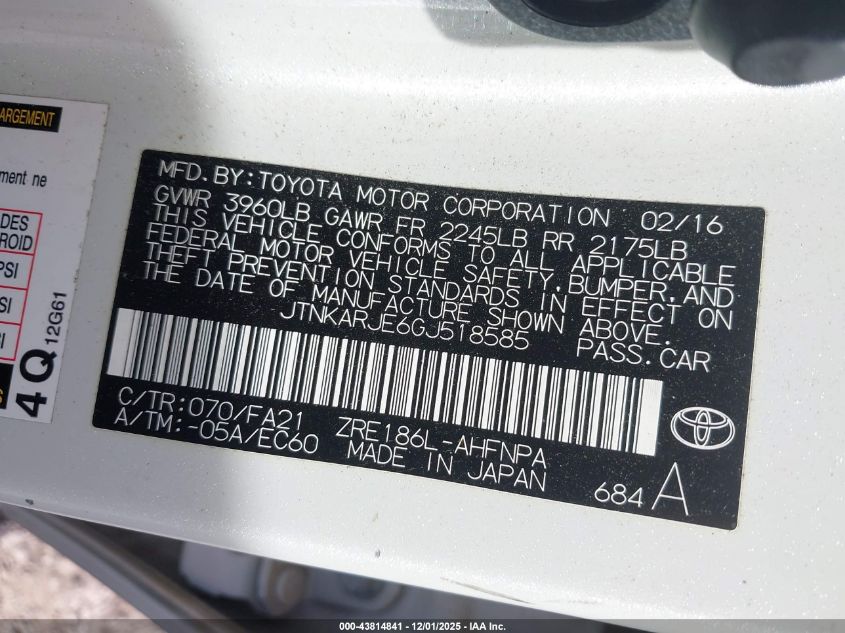 ARGEMENT
ment ne
ADES
ROID
PSI
SI
4Q 12G61
MFD. BY: TOYOTA MOTOR CORPORATION 02/16
GVWR 3960LB GAWR FR 2245LB RR 2175LB
THIS VEHICLE CONFORMS TO ALL APPLICABLE
FEDERAL MOTOR VEHICLE SAFETY, BUMPER, AND
THEFT PREVENTION STANDARDS IN EFFECT ON
THE DATE OF MANUFACTURE SHOWN ABOVE.
JTNKARJE6GJ518585 PASS. CAR
C/TR: 070/FA21 ZRE186L-AHFNPA
A/TM: -05A/EC60 MADE IN JAPAN
684 A
000-43814841 - 12/01/2025 - IAA Inc.